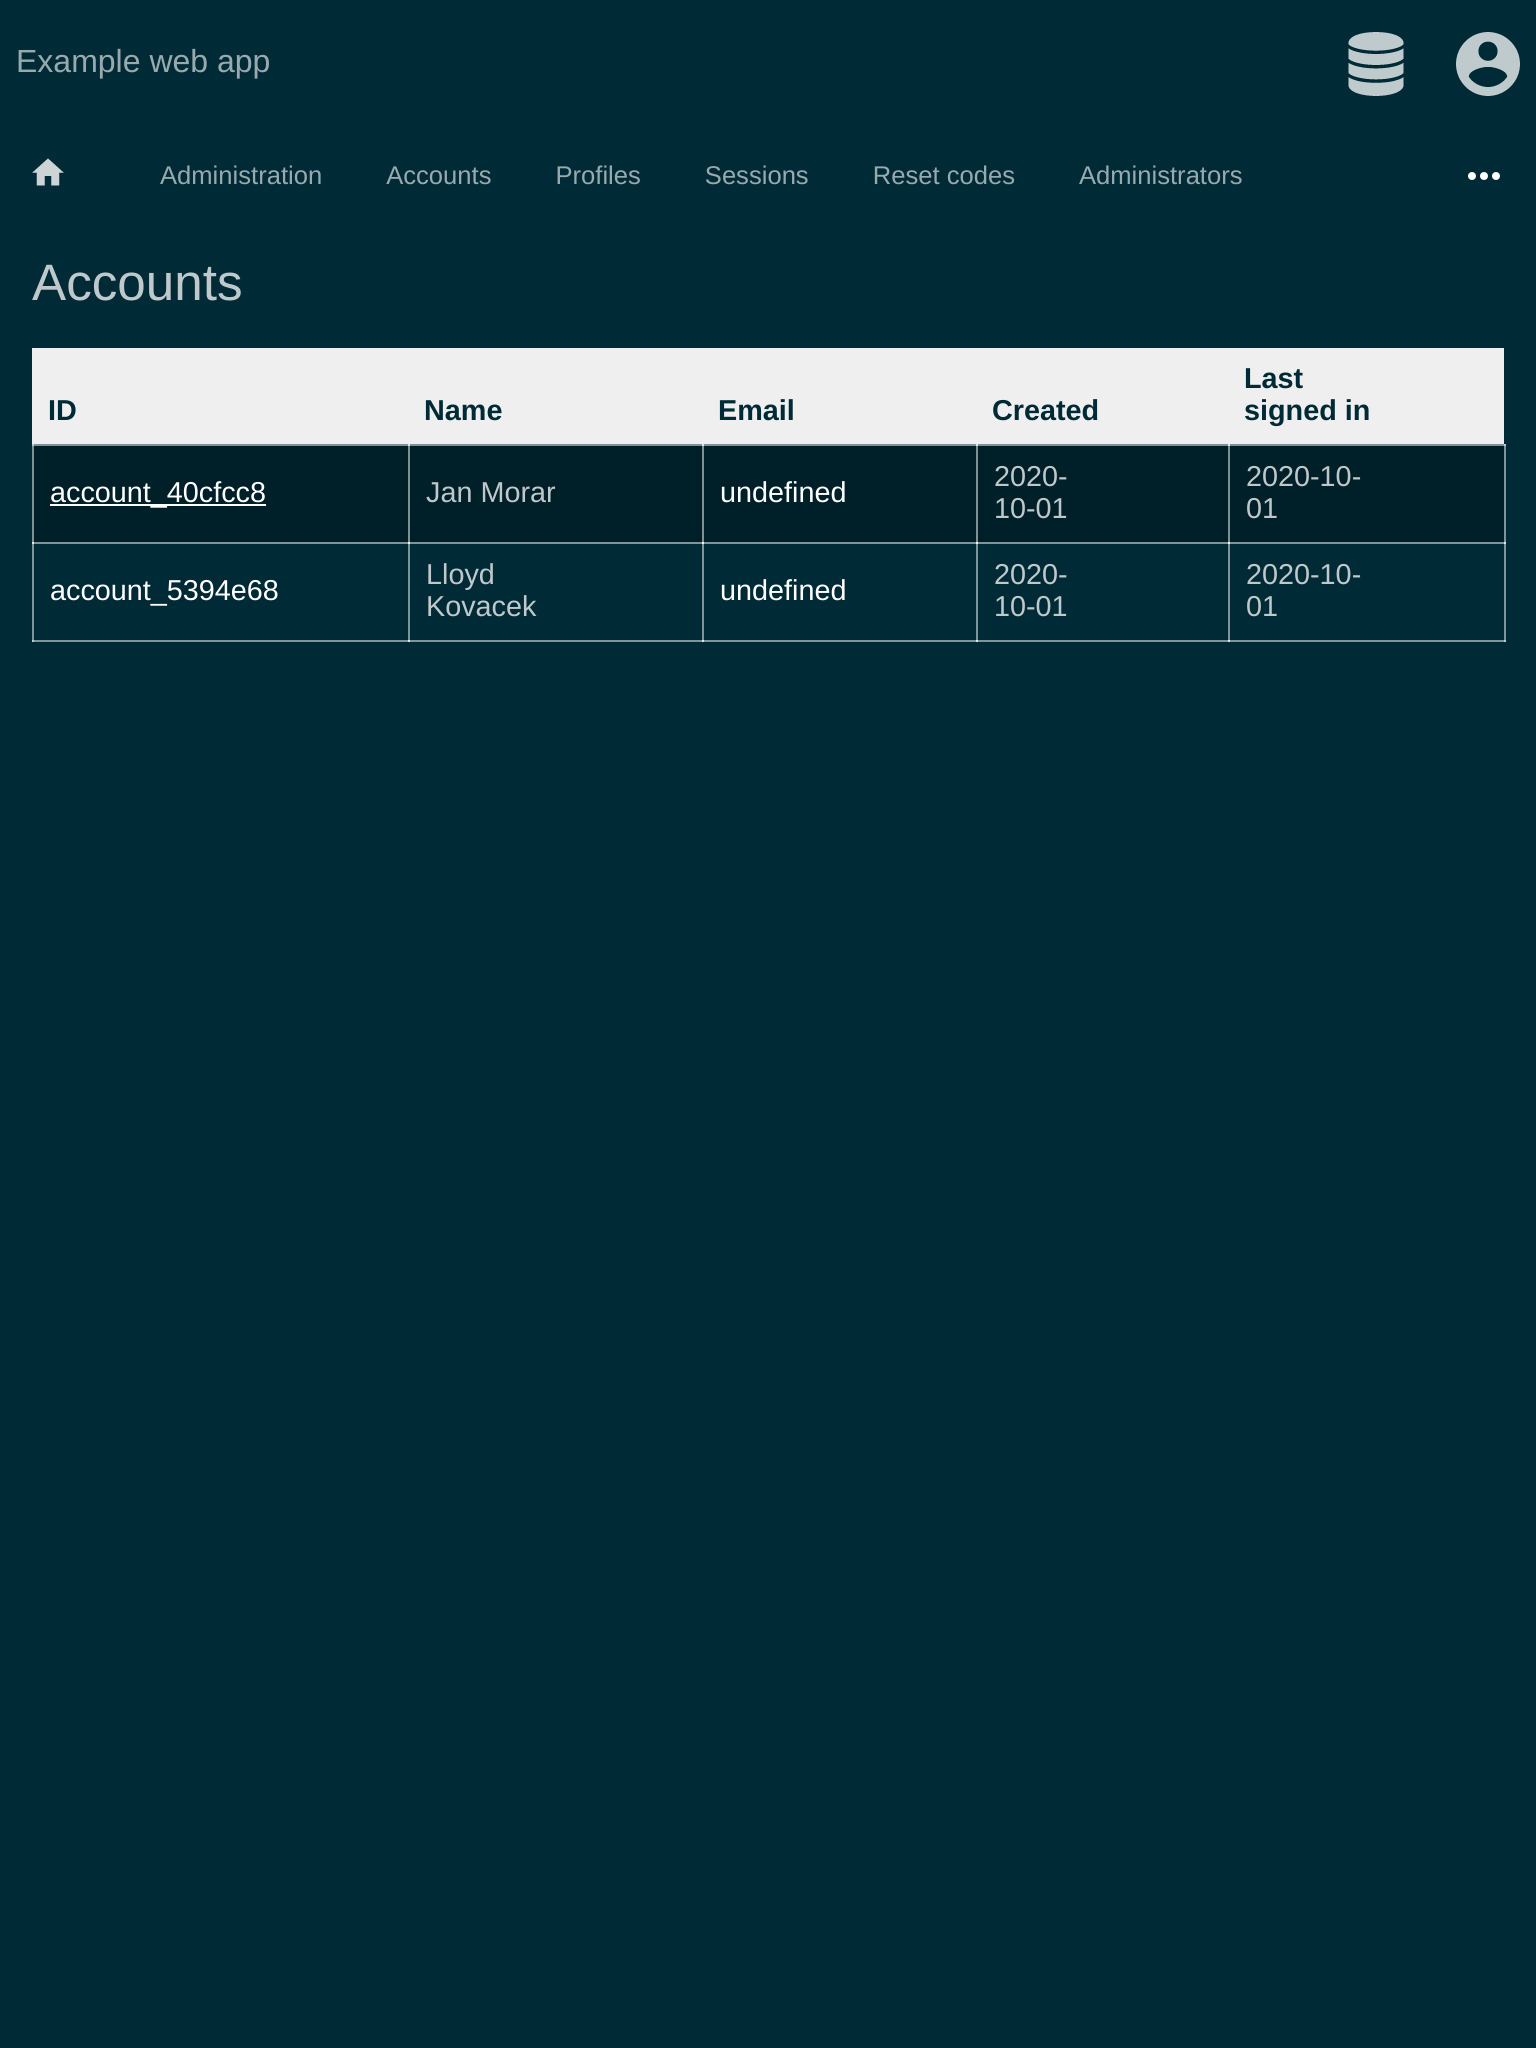 Example web app
Administration Accounts Profiles Sessions Reset codes Administrators
Accounts
ID Name Email Created Last signed in
account_40cfcc8 Jan Morar undefined 2020-10-01 2020-10-01
account_5394e68 Lloyd Kovacek undefined 2020-10-01 2020-10-01